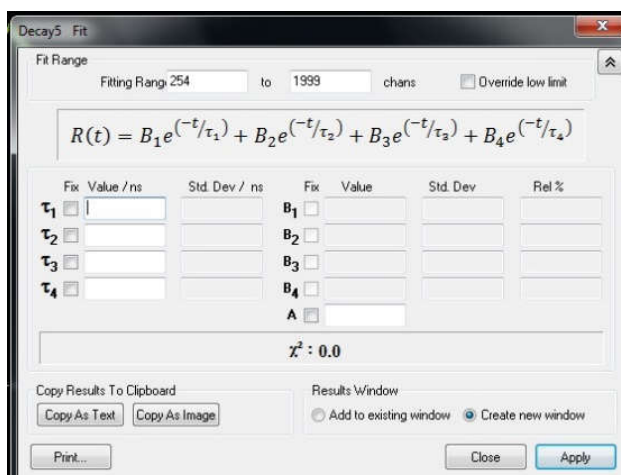 Decay5 Fit
Fit Range
Fitting Rang 254 to 1999 chans Override low limit
R(t) = B₁e^(-t/τ₁) + B₂e^(-t/τ₂) + B₃e^(-t/τ₃) + B₄e^(-t/τ₄)
Fix Value / ns Std. Dev / ns Fix Value Std. Dev Rel %
τ₁ B₁
τ₂ B₂
τ₃ B₃
τ₄ B₄
A
χ² : 0.0
Copy Results To Clipboard Results Window
Copy As Text Copy As Image Add to existing window Create new window
Print... Close Apply